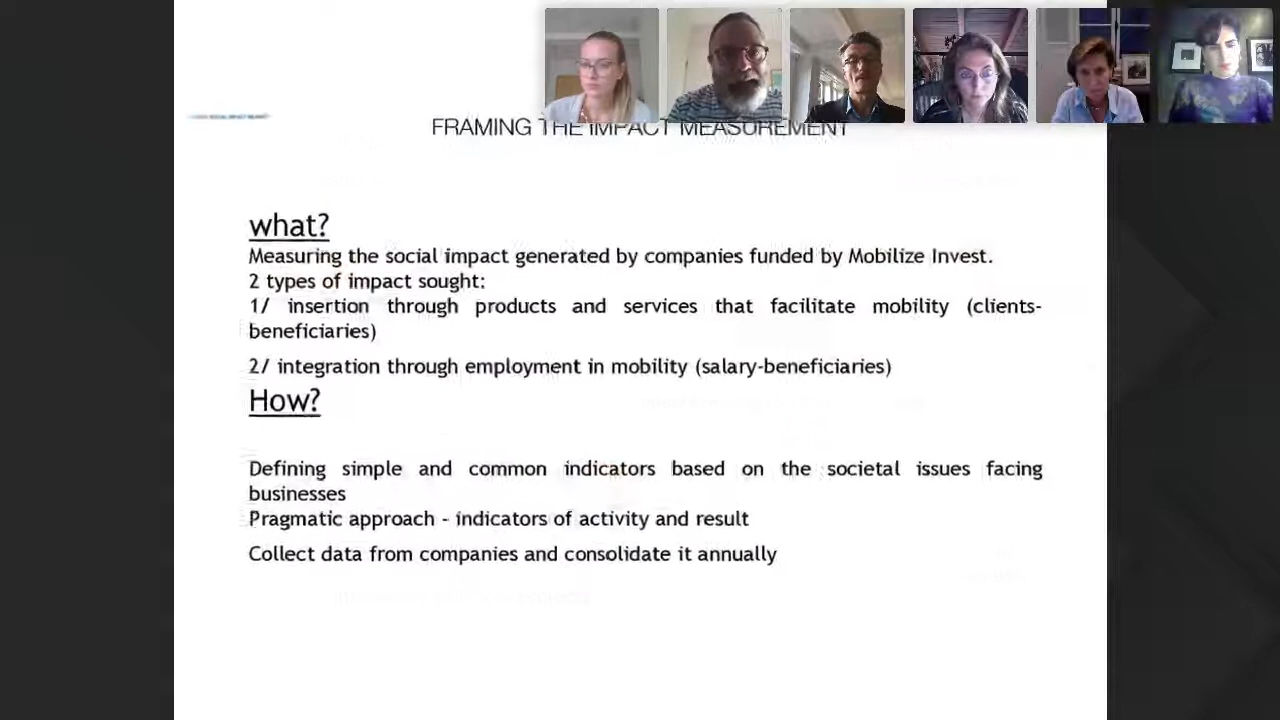 FRAMING THE IMPACT MEASUREMENT
what?
Measuring the social impact generated by companies funded by Mobilize Invest.
2 types of impact sought:
1/ insertion through products and services that facilitate mobility (clients-
beneficiaries)
2/ integration through employment in mobility (salary-beneficiaries)
How?
Defining simple and common indicators based on the societal issues facing
businesses
Pragmatic approach - indicators of activity and result
Collect data from companies and consolidate it annually